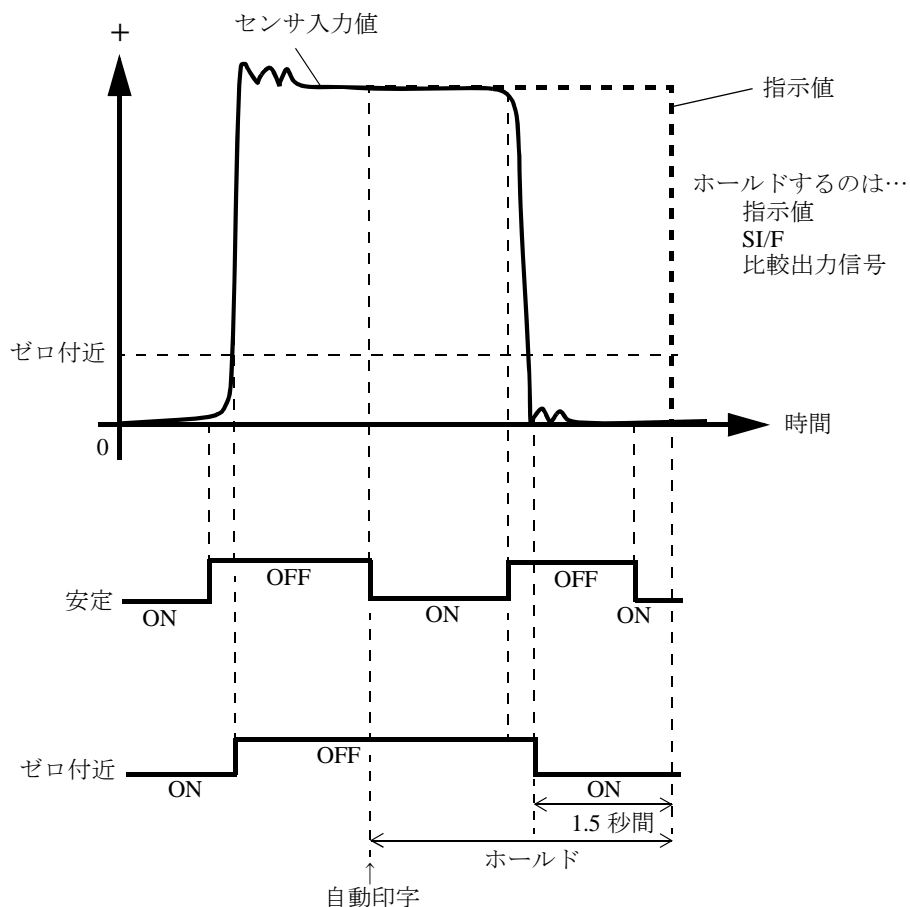 センサ入力値
+
指示値
ホールドするのは…
指示値
SI/F
比較出力信号
ゼロ付近
時間
0
安定
ON
OFF
ON
OFF
ON
ゼロ付近
ON
OFF
ON
1.5 秒間
ホールド
↑
自動印字